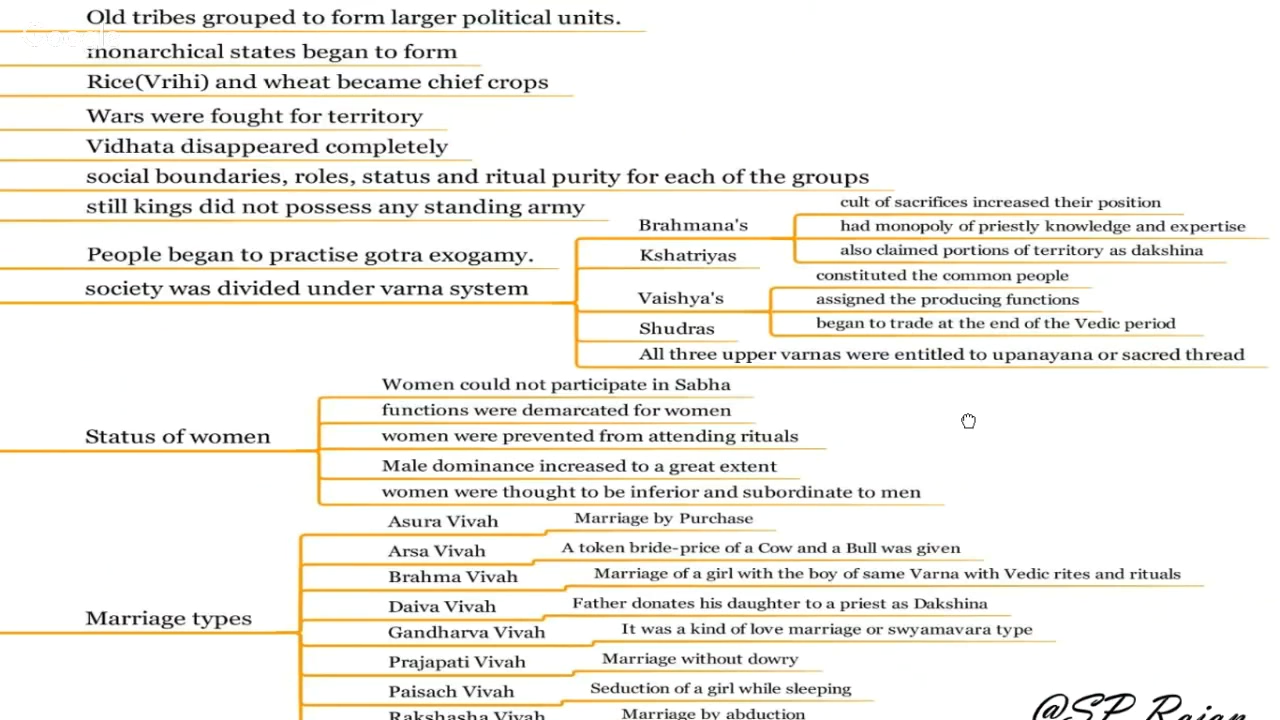 Old tribes grouped to form larger political units.
Google
monarchical states began to form
Rice(Vrihi) and wheat became chief crops
Wars were fought for territory
Vidhata disappeared completely
social boundaries, roles, status and ritual purity for each of the groups
still kings did not possess any standing army
People began to practise gotra exogamy.
society was divided under varna system
Brahmana's
cult of sacrifices increased their position
had monopoly of priestly knowledge and expertise
also claimed portions of territory as dakshina
Kshatriyas
Vaishya's
constituted the common people
assigned the producing functions
began to trade at the end of the Vedic period
Shudras
All three upper varnas were entitled to upanayana or sacred thread
Status of women
Women could not participate in Sabha
functions were demarcated for women
women were prevented from attending rituals
Male dominance increased to a great extent
women were thought to be inferior and subordinate to men
Marriage types
Asura Vivah
Marriage by Purchase
Arsa Vivah
A token bride-price of a Cow and a Bull was given
Brahma Vivah
Marriage of a girl with the boy of same Varna with Vedic rites and rituals
Daiva Vivah
Father donates his daughter to a priest as Dakshina
Gandharva Vivah
It was a kind of love marriage or swyamavara type
Prajapati Vivah
Marriage without dowry
Paisach Vivah
Seduction of a girl while sleeping
Rakshasha Vivah
Marriage by abduction
@SP_Rajan